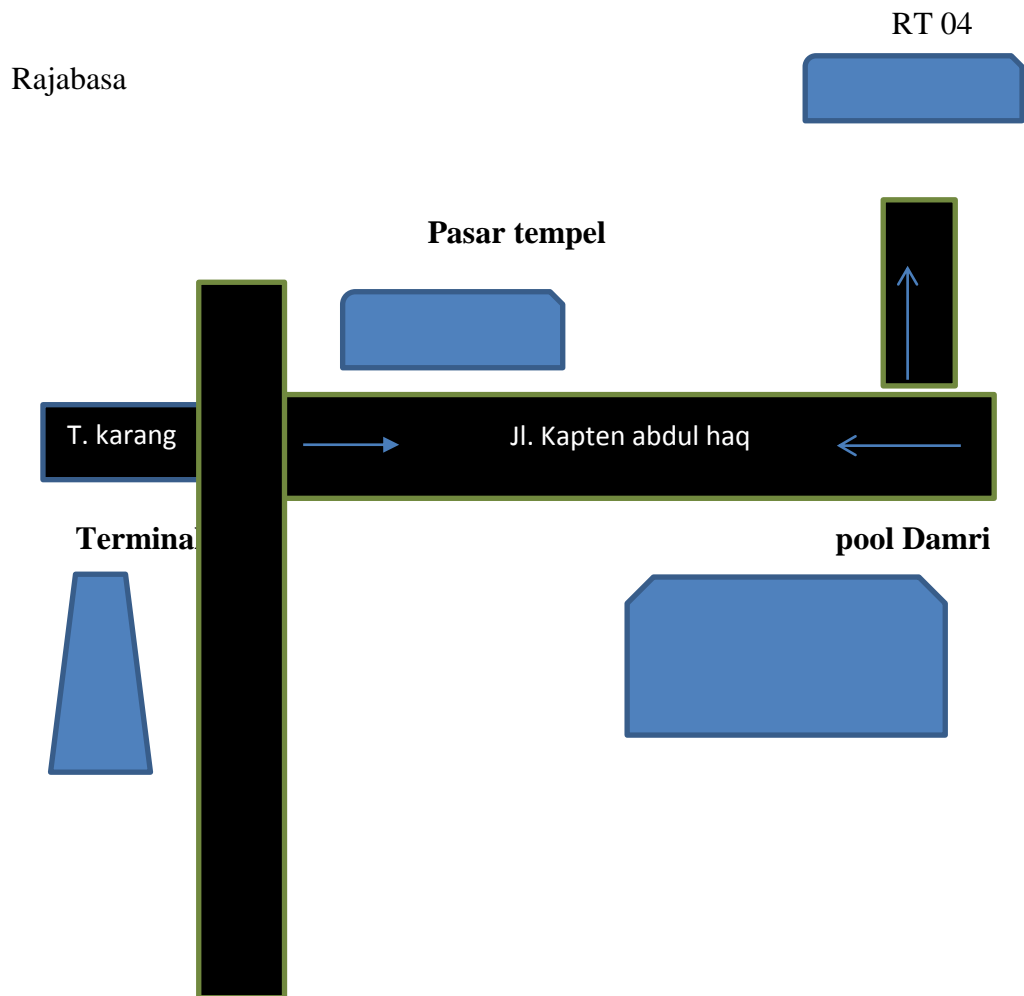 RT 04
Rajabasa
Pasar tempel
T. karang
Jl. Kapten abdul haq
Terminal
pool Damri